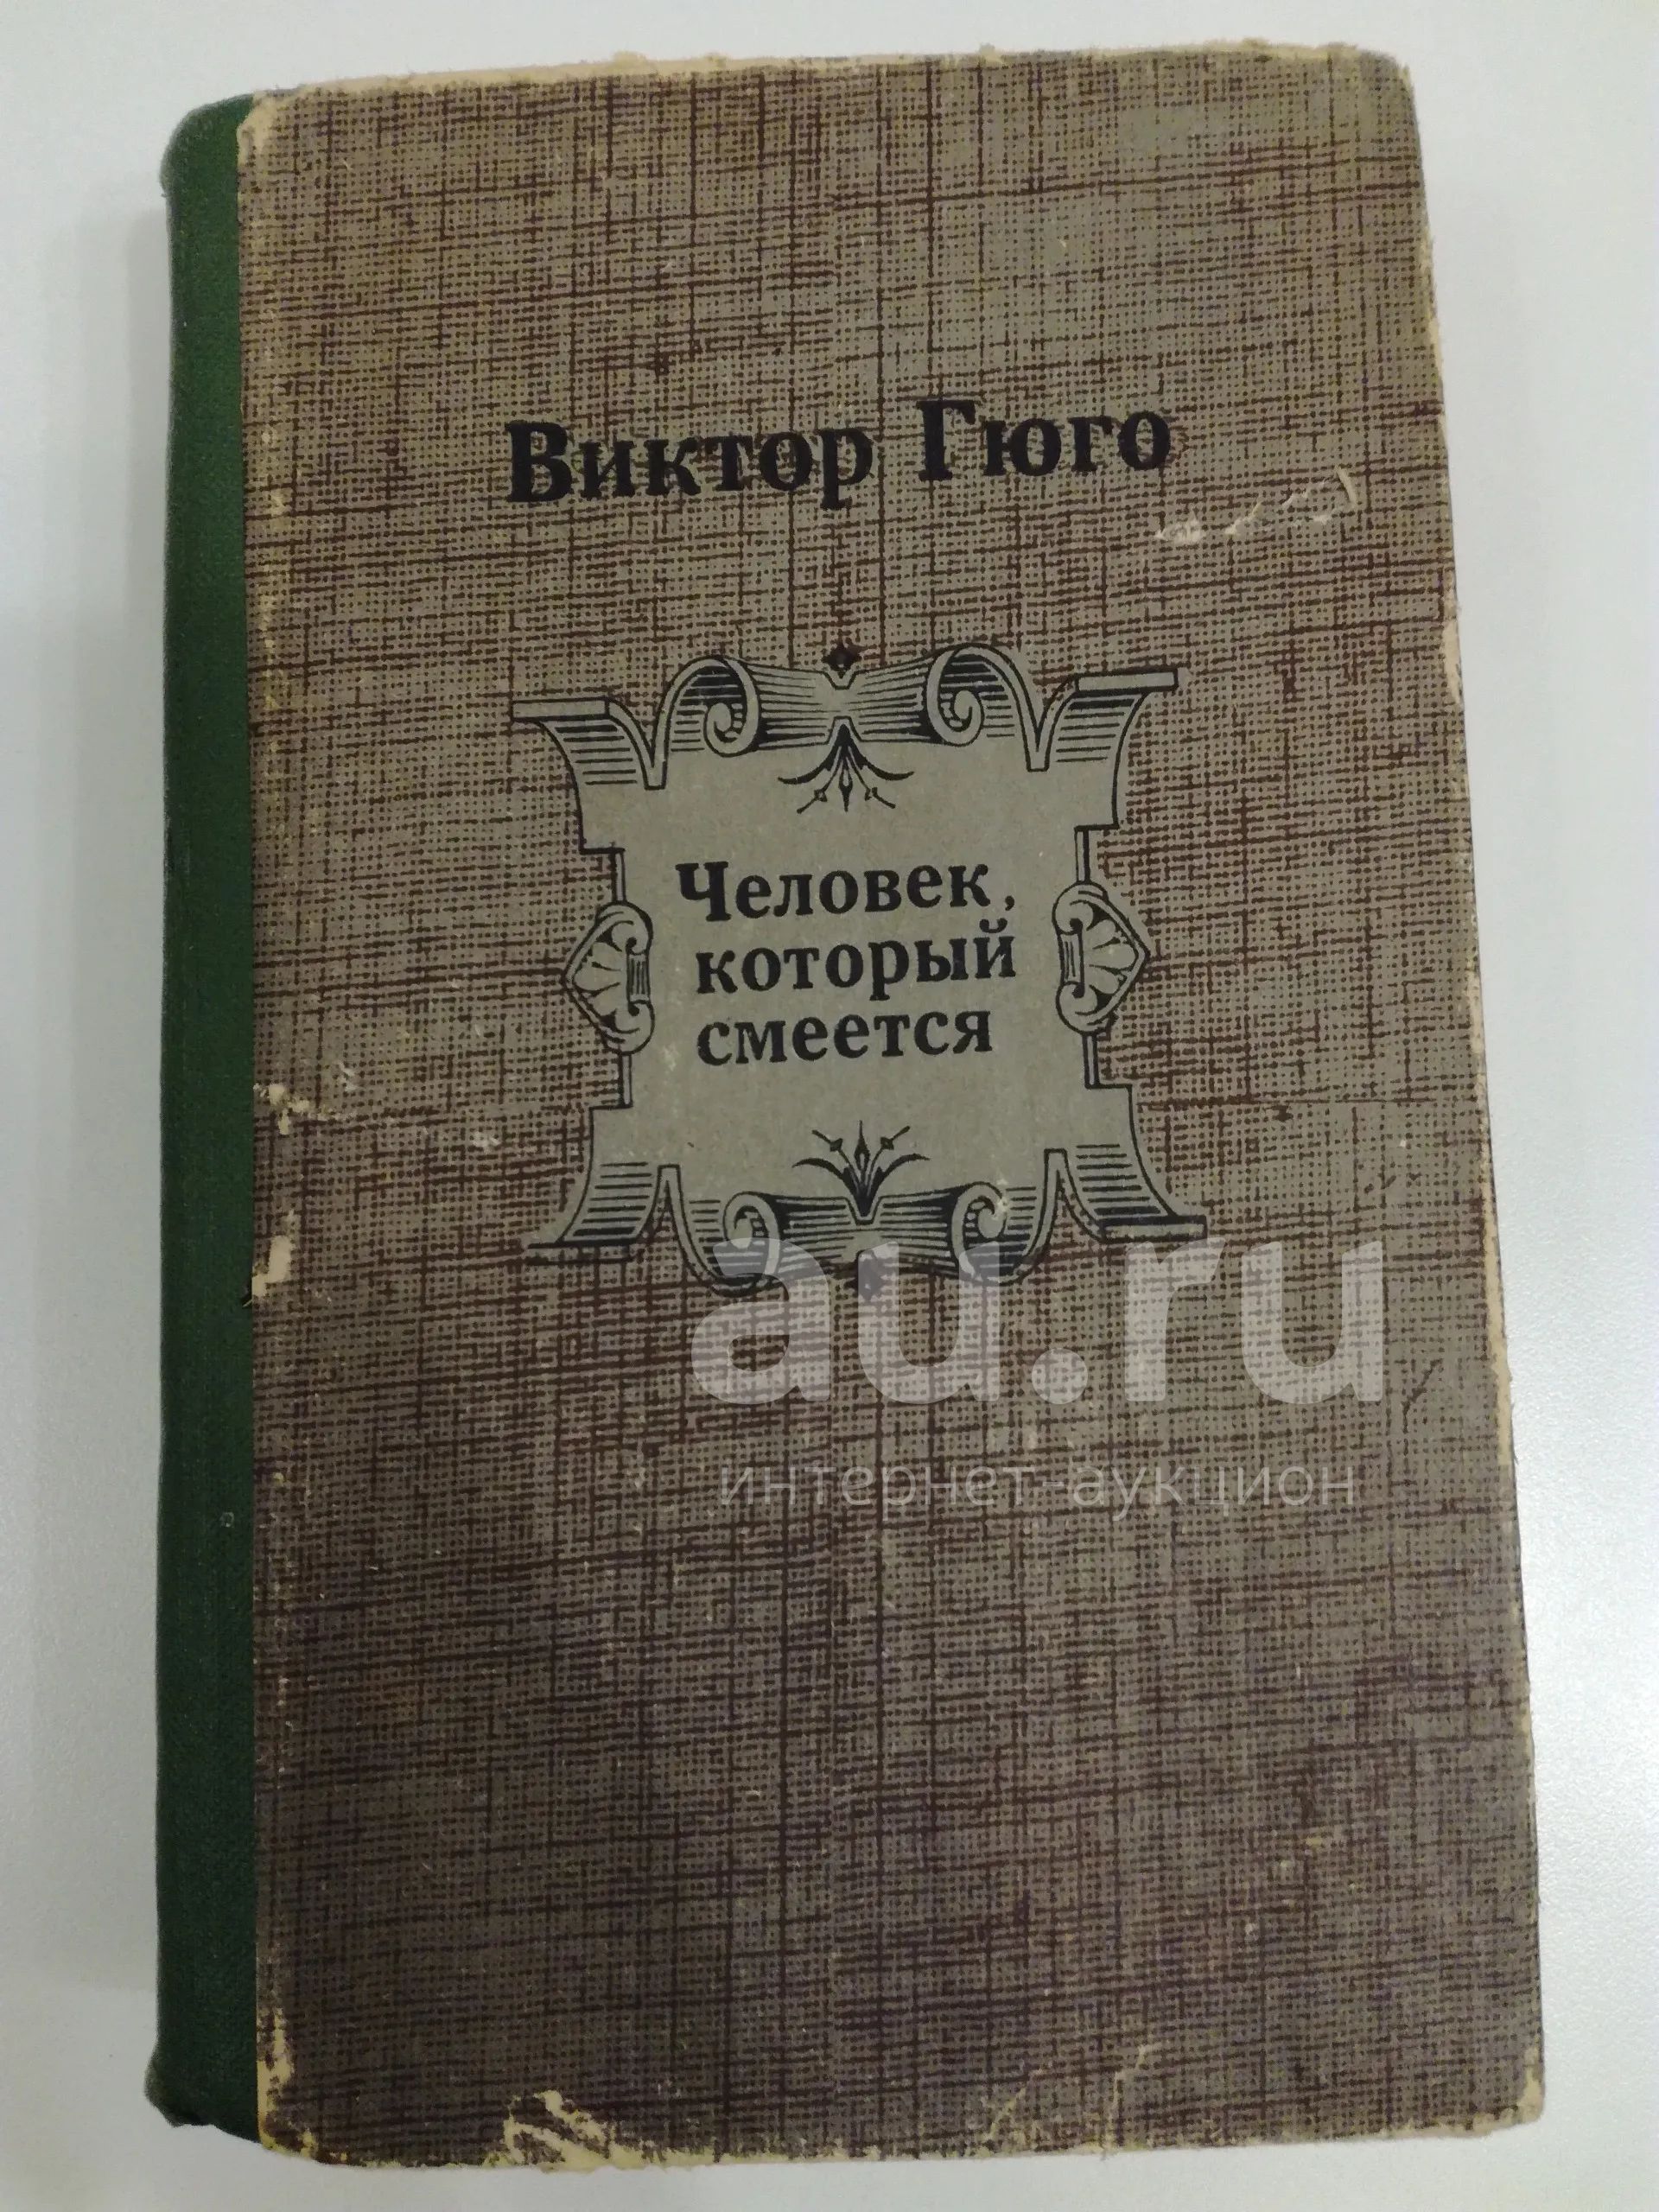 Виктор Гюго
Человек,
который
смеется
au.ru
интернет-аукцион